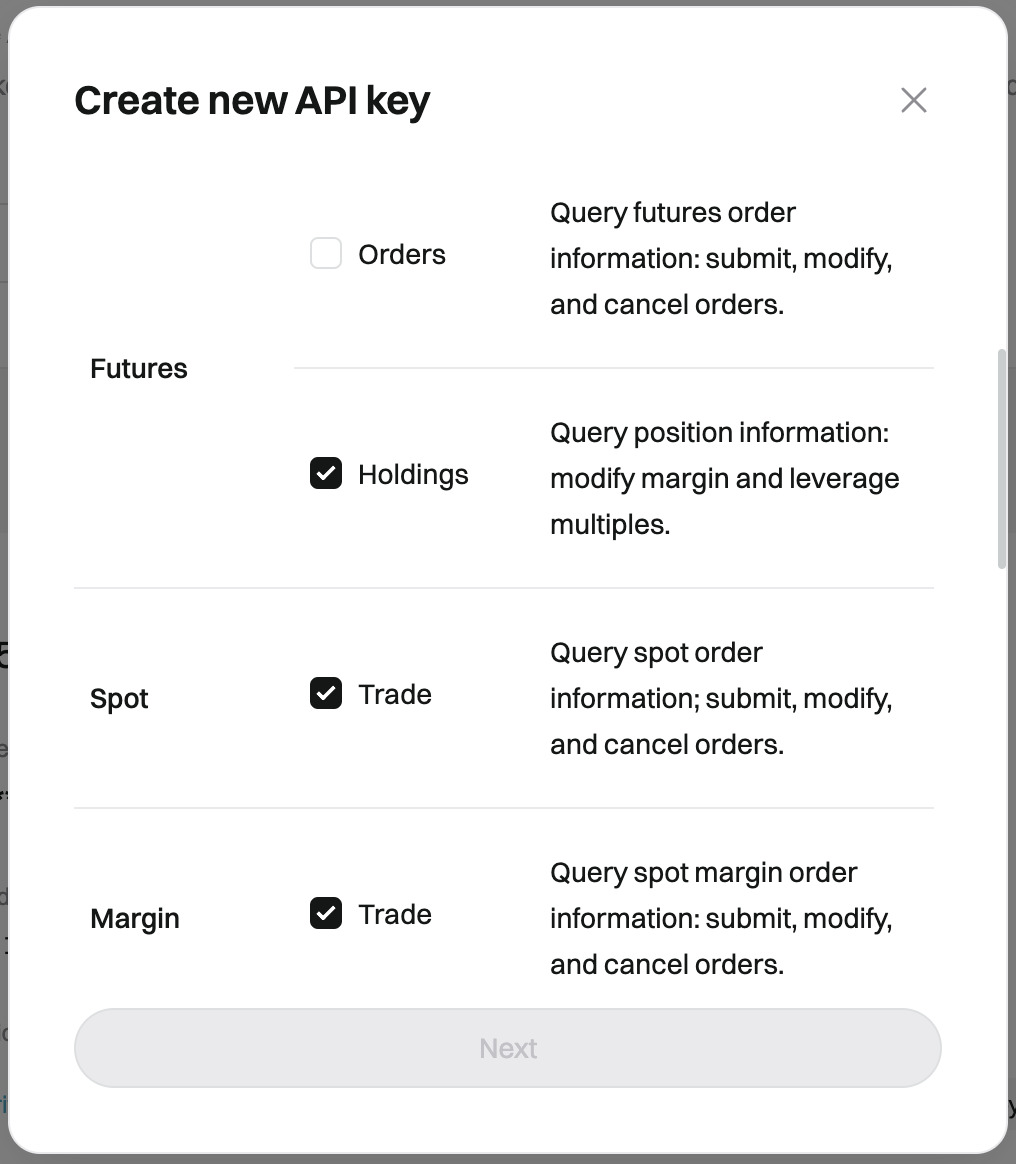 Create new API key
Query futures order
Orders
information: submit, modify,
and cancel orders.
Futures
Query position information:
Holdings
modify margin and leverage
multiples.
Query spot order
Spot
Trade
information; submit, modify,
and cancel orders.
Query spot margin order
Margin
Trade
information: submit, modify,
and cancel orders.
Next